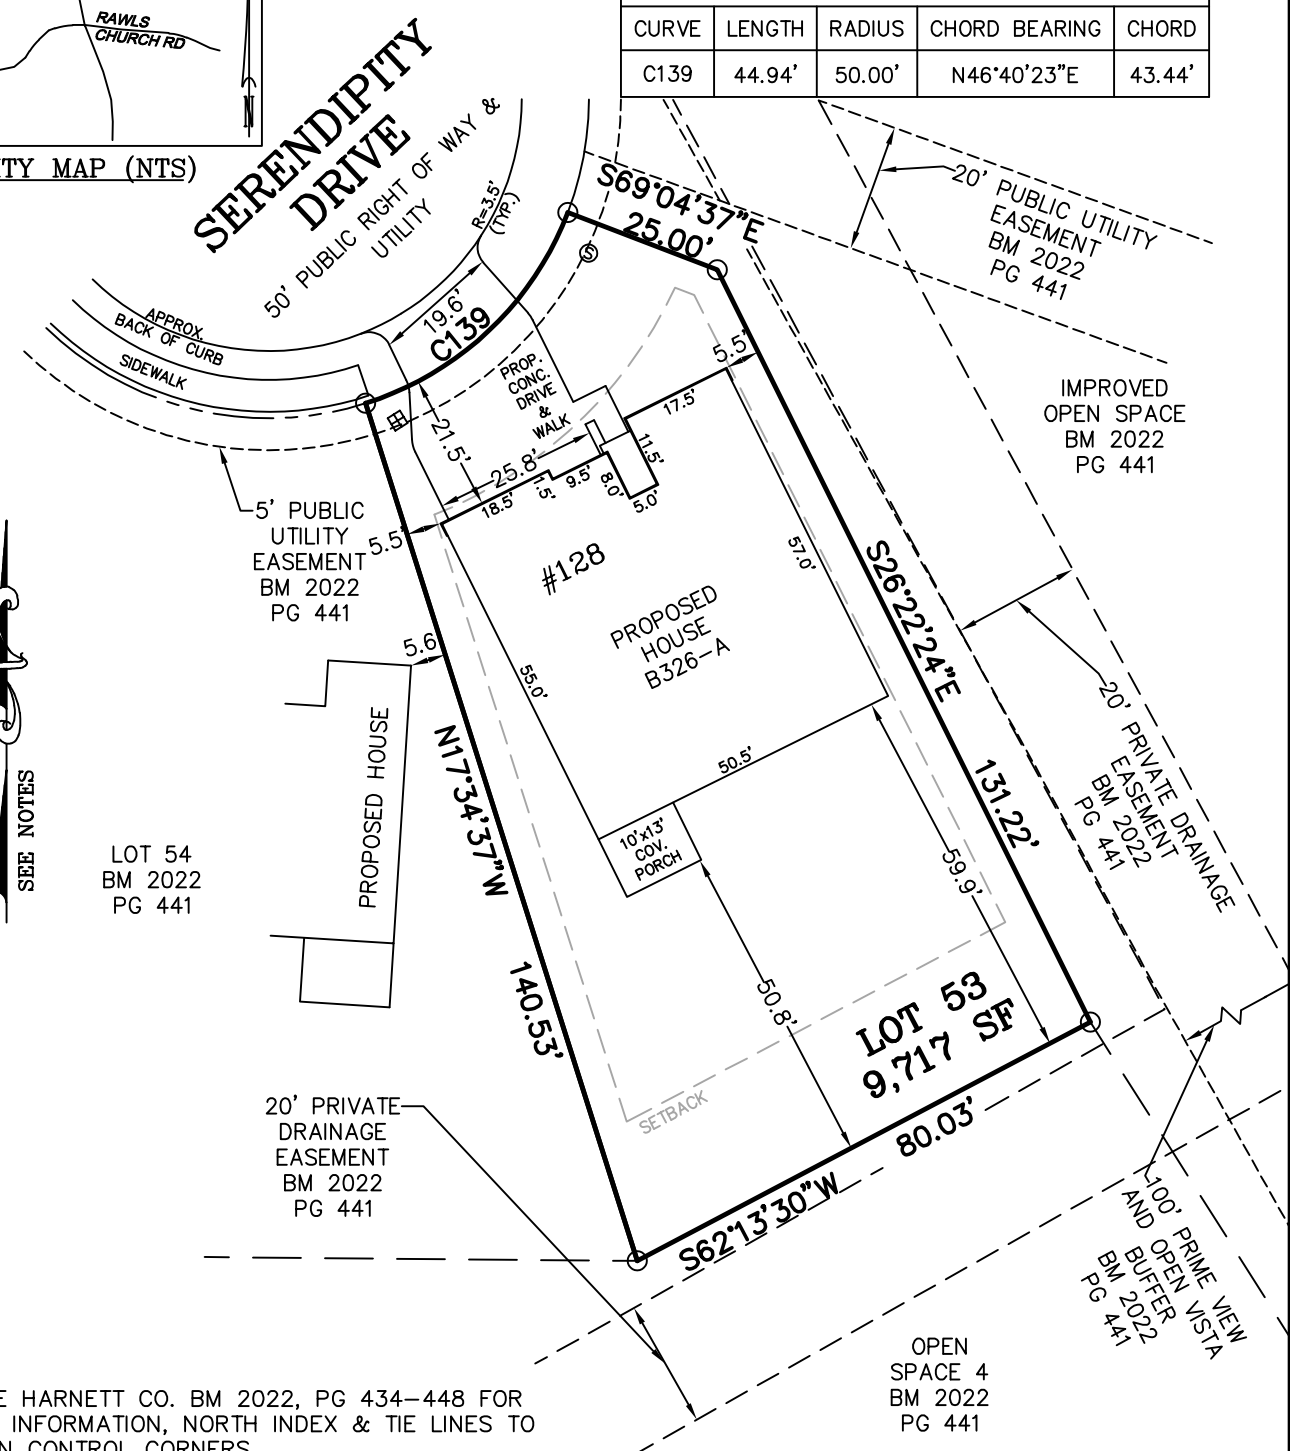 RAWLS
CHURCH RD
N
TY MAP (NTS)
CURVE LENGTH RADIUS CHORD BEARING CHORD
C139 44.94' 50.00' N46°40'23"E 43.44'
SERENDIPITY
DRIVE
50' PUBLIC RIGHT OF WAY &
UTILITY
R=3.5'
(TYP.)
19.6'
C139
APPROX.
BACK OF CURB
SIDEWALK
S69°04'37"E
25.00'
S
20' PUBLIC UTILITY
EASEMENT
BM 2022
PG 441
IMPROVED
OPEN SPACE
BM 2022
PG 441
PROP.
CONC.
DRIVE
&
WALK
5.5'
17.5'
11.5'
21.5'
25.8'
18.5'
1.5'
9.5'
8.0'
5.0'
5' PUBLIC
UTILITY
EASEMENT
BM 2022
PG 441
5.5'
#128
57.0'
PROPOSED
HOUSE
B326-A
S26°22'24"E
131.22'
5.6
55.0'
N17°34'37"W
140.53'
PROPOSED HOUSE
50.5'
10'x13'
COV.
PORCH
59.9'
50.8'
20' PRIVATE DRAINAGE
EASEMENT
BM 2022
PG 441
SEE NOTES
LOT 54
BM 2022
PG 441
LOT 53
9,717 SF
SETBACK
80.03'
S62°13'30"W
20' PRIVATE
DRAINAGE
EASEMENT
BM 2022
PG 441
100' PRIME VIEW
AND OPEN VISTA
BUFFER
BM 2022
PG 441
OPEN
SPACE 4
BM 2022
PG 441
E HARNETT CO. BM 2022, PG 434-448 FOR
INFORMATION, NORTH INDEX & TIE LINES TO
N CONTROL CORNERS